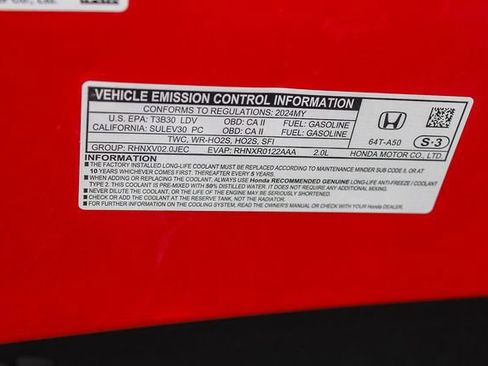 VEHICLE EMISSION CONTROL INFORMATION
CONFORMS TO REGULATIONS: 2024MY
U.S. EPA: T3B30 LDV OBD: CA II FUEL: GASOLINE
CALIFORNIA: SULEV30 PC OBD: CA II FUEL: GASOLINE
TWC, WR-HO2S, HO2S, SFI
GROUP: RHNXV02.0JEC EVAP: RHNXR0122AAA 2.0L
64T-A50
S-3
HONDA MOTOR CO., LTD.
INFORMATION
■ THE FACTORY INSTALLED LONG-LIFE COOLANT MUST BE REPLACED ACCORDING TO MAINTENANCE MINDER SUB CODE 5, OR AT
10 YEARS WHICHEVER COMES FIRST. THEREAFTER EVERY 5 YEARS.
■ WHEN ADDING OR REPLACING THE COOLANT, ALWAYS USE Honda RECOMMENDED GENUINE LONG-LIFE ANTI-FREEZE / COOLANT
TYPE 2. THIS COOLANT IS PRE-MIXED WITH 50% DISTILLED WATER. IT DOES NOT REQUIRE ANY ADDITIONAL MIXING.
■ NEVER DILUTE THE COOLANT OR THE LIFE OF THE ENGINE MAY BE SERIOUSLY SHORTENED.
■ CHECK OR ADD THE COOLANT AT THE RESERVE TANK, NOT THE RADIATOR.
■ FOR FURTHER INFORMATION ON THE COOLING SYSTEM, READ THE OWNER'S MANUAL OR CHECK WITH YOUR Honda DEALER.